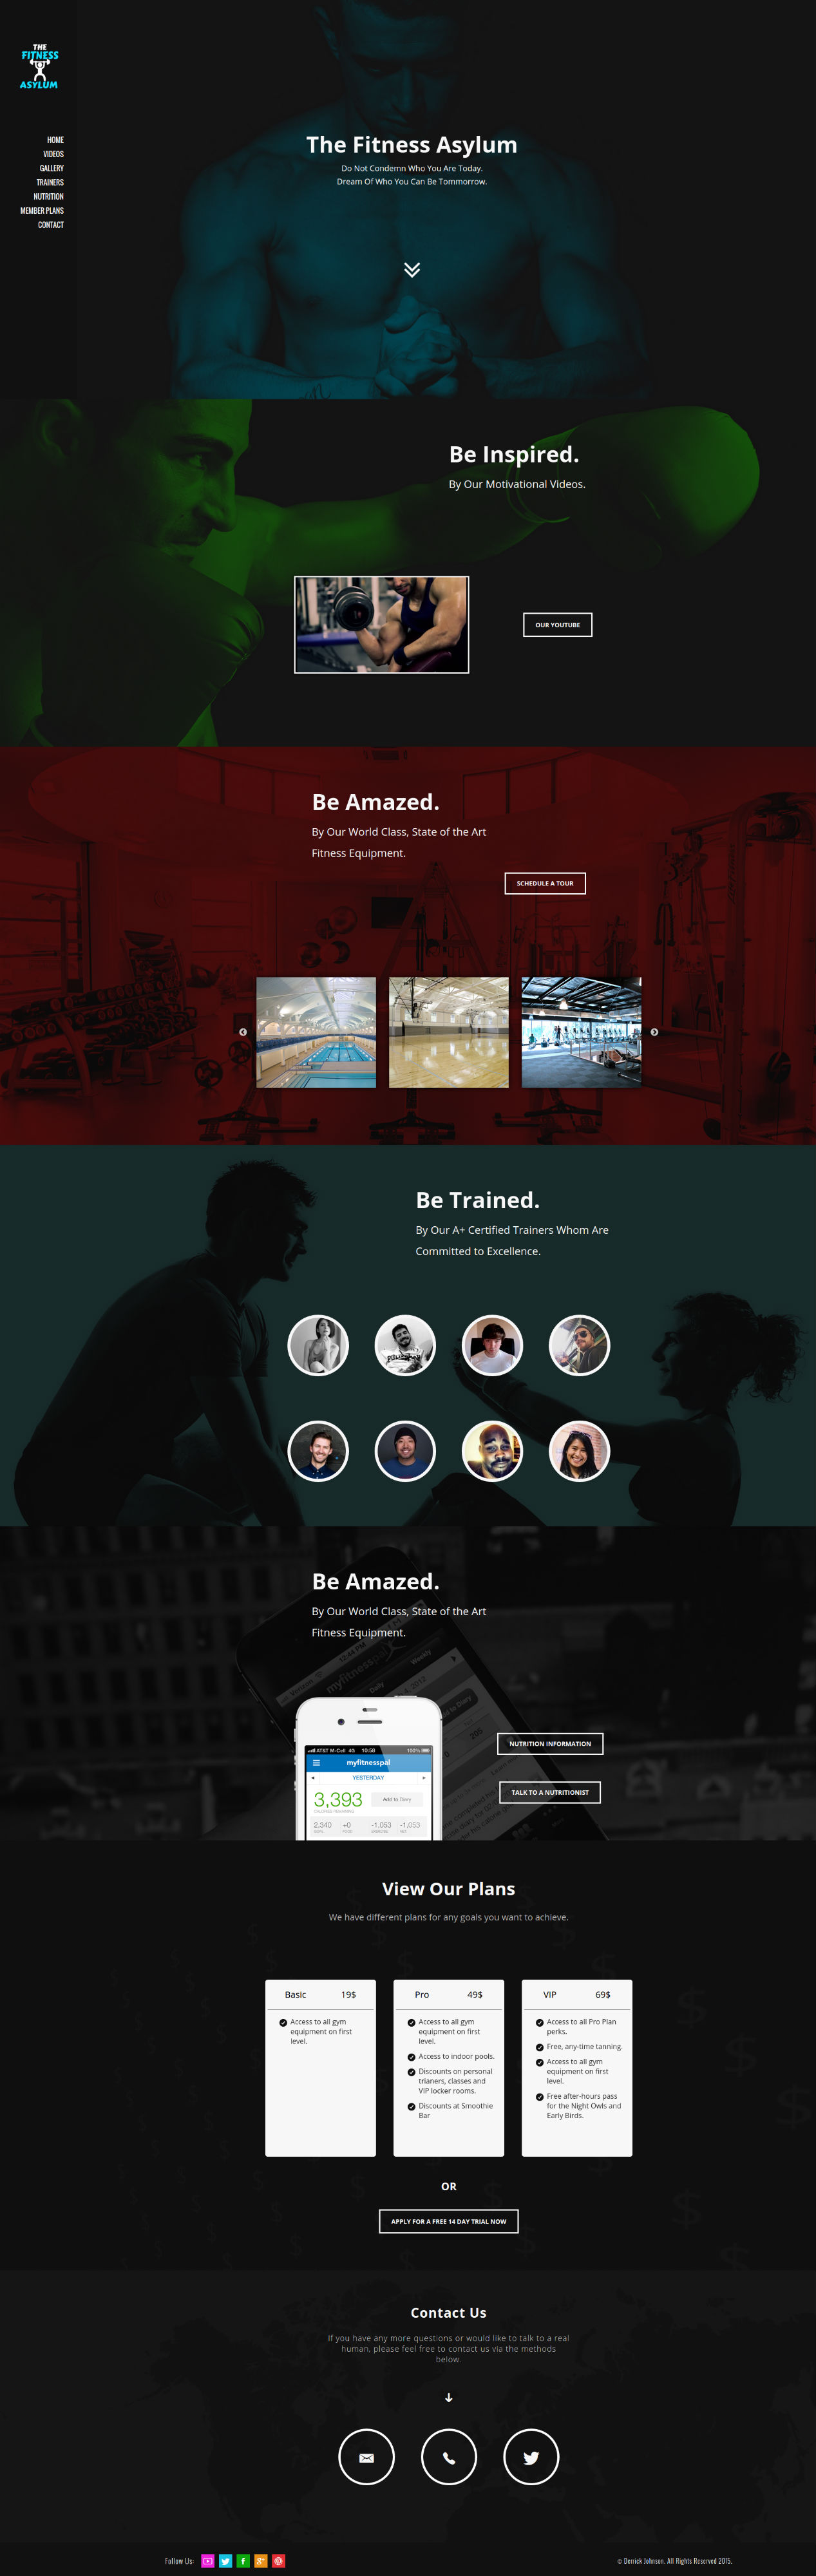 THE
FITNESS
ASYLUM
HOME
VIDEOS
GALLERY
TRAINERS
NUTRITION
MEMBER PLANS
CONTACT
The Fitness Asylum
Do Not Condemn Who You Are Today.
Dream Of Who You Can Be Tommorrow.
Be Inspired.
By Our Motivational Videos.
OUR YOUTUBE
Be Amazed.
By Our World Class, State of the Art
Fitness Equipment.
SCHEDULE A TOUR
Be Trained.
By Our A+ Certified Trainers Whom Are
Committed to Excellence.
Be Amazed.
By Our World Class, State of the Art
Fitness Equipment.
myfitnesspal
Daily
Weekly
AT&T M-Cell 4G 10:58 100%
myfitnesspal
YESTERDAY
3,393
Add to Diary
2,340 +0 -1,053 -1,053
NUTRITION INFORMATION
TALK TO A NUTRITIONIST
View Our Plans
We have different plans for any goals you want to achieve.
Basic 19$
Access to all gym
equipment on first
level.
Pro 49$
Access to all gym
equipment on first
level.
Access to indoor pools.
Discounts on personal
trianers, classes and
VIP locker rooms.
Discounts at Smoothie
Bar
VIP 69$
Access to all Pro Plan
perks.
Free, any-time tanning.
Access to all gym
equipment on first
level.
Free after-hours pass
for the Night Owls and
Early Birds.
OR
APPLY FOR A FREE 14 DAY TRIAL NOW
Contact Us
If you have any more questions or would like to talk to a real
human, please feel free to contact us via the methods
below.
Follow Us:
© Derrick Johnson. All Rights Reserved 2015.